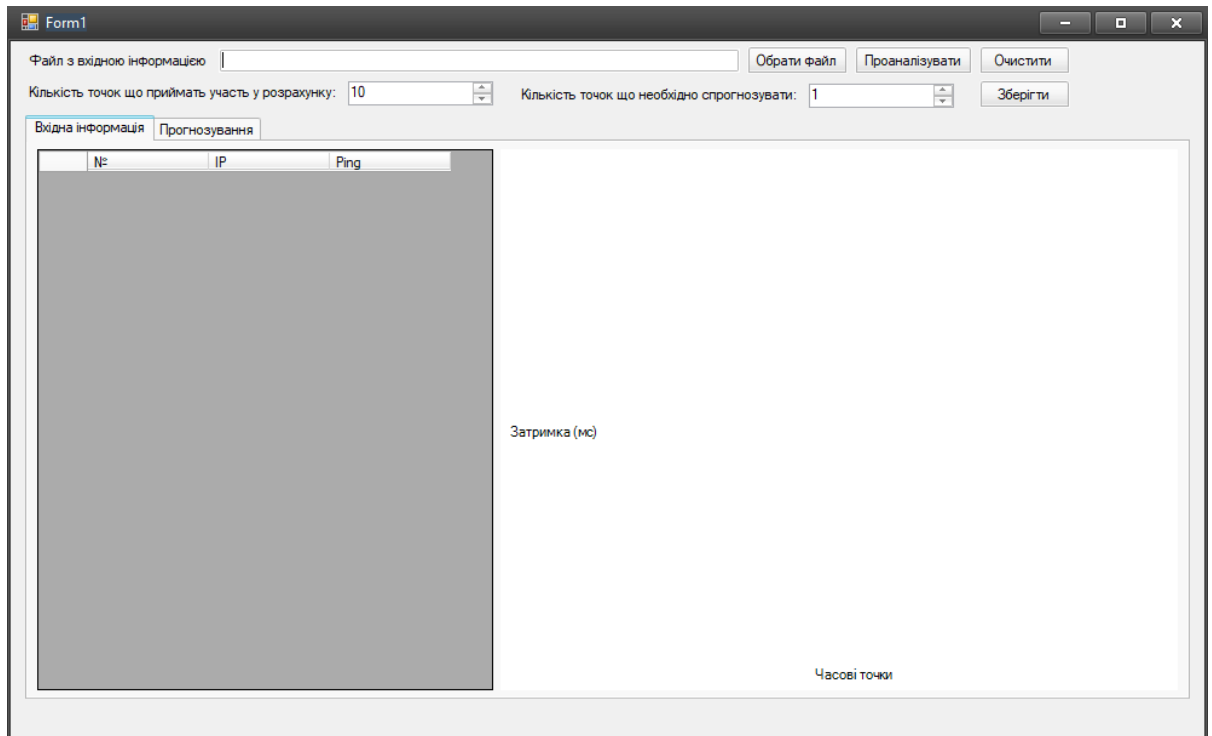 Form1
Файл з вхідною інформацією Обрати файл Проаналізувати Очистити
Кількість точок що приймать участь у розрахунку: 10 Кількість точок що необхідно спрогнозувати: 1 Зберігти
Вхідна інформація Прогнозування
№ IP Ping
Затримка (мс)
Часові точки